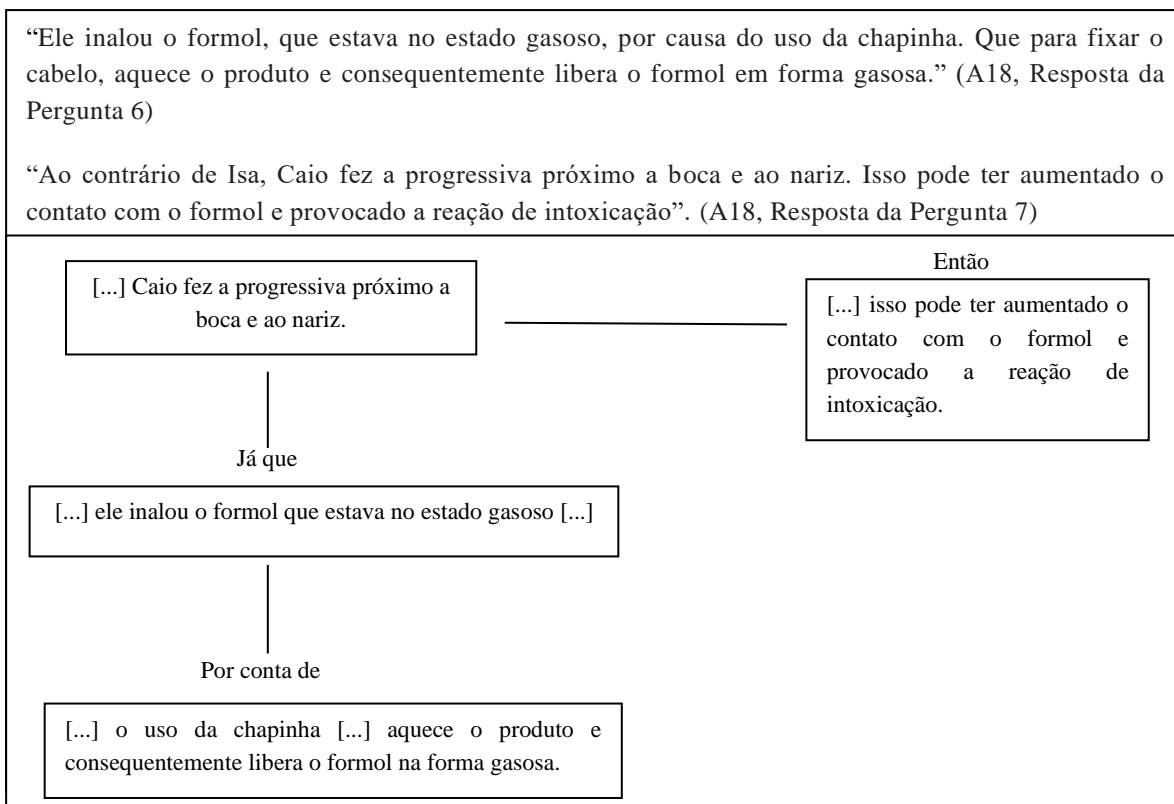 “Ele inalou o formol, que estava no estado gasoso, por causa do uso da chapinha. Que para fixar o
cabelo, aquece o produto e consequentemente libera o formol em forma gasosa.” (A18, Resposta da
Pergunta 6)
“Ao contrário de Isa, Caio fez a progressiva próximo a boca e ao nariz. Isso pode ter aumentado o
contato com o formol e provocado a reação de intoxicação”. (A18, Resposta da Pergunta 7)
[...] Caio fez a progressiva próximo a
boca e ao nariz.
Então
[...] isso pode ter aumentado o
contato com o formol e
provocado a reação de
intoxicação.
Já que
[...] ele inalou o formol que estava no estado gasoso [...]
Por conta de
[...] o uso da chapinha [...] aquece o produto e
consequentemente libera o formol na forma gasosa.